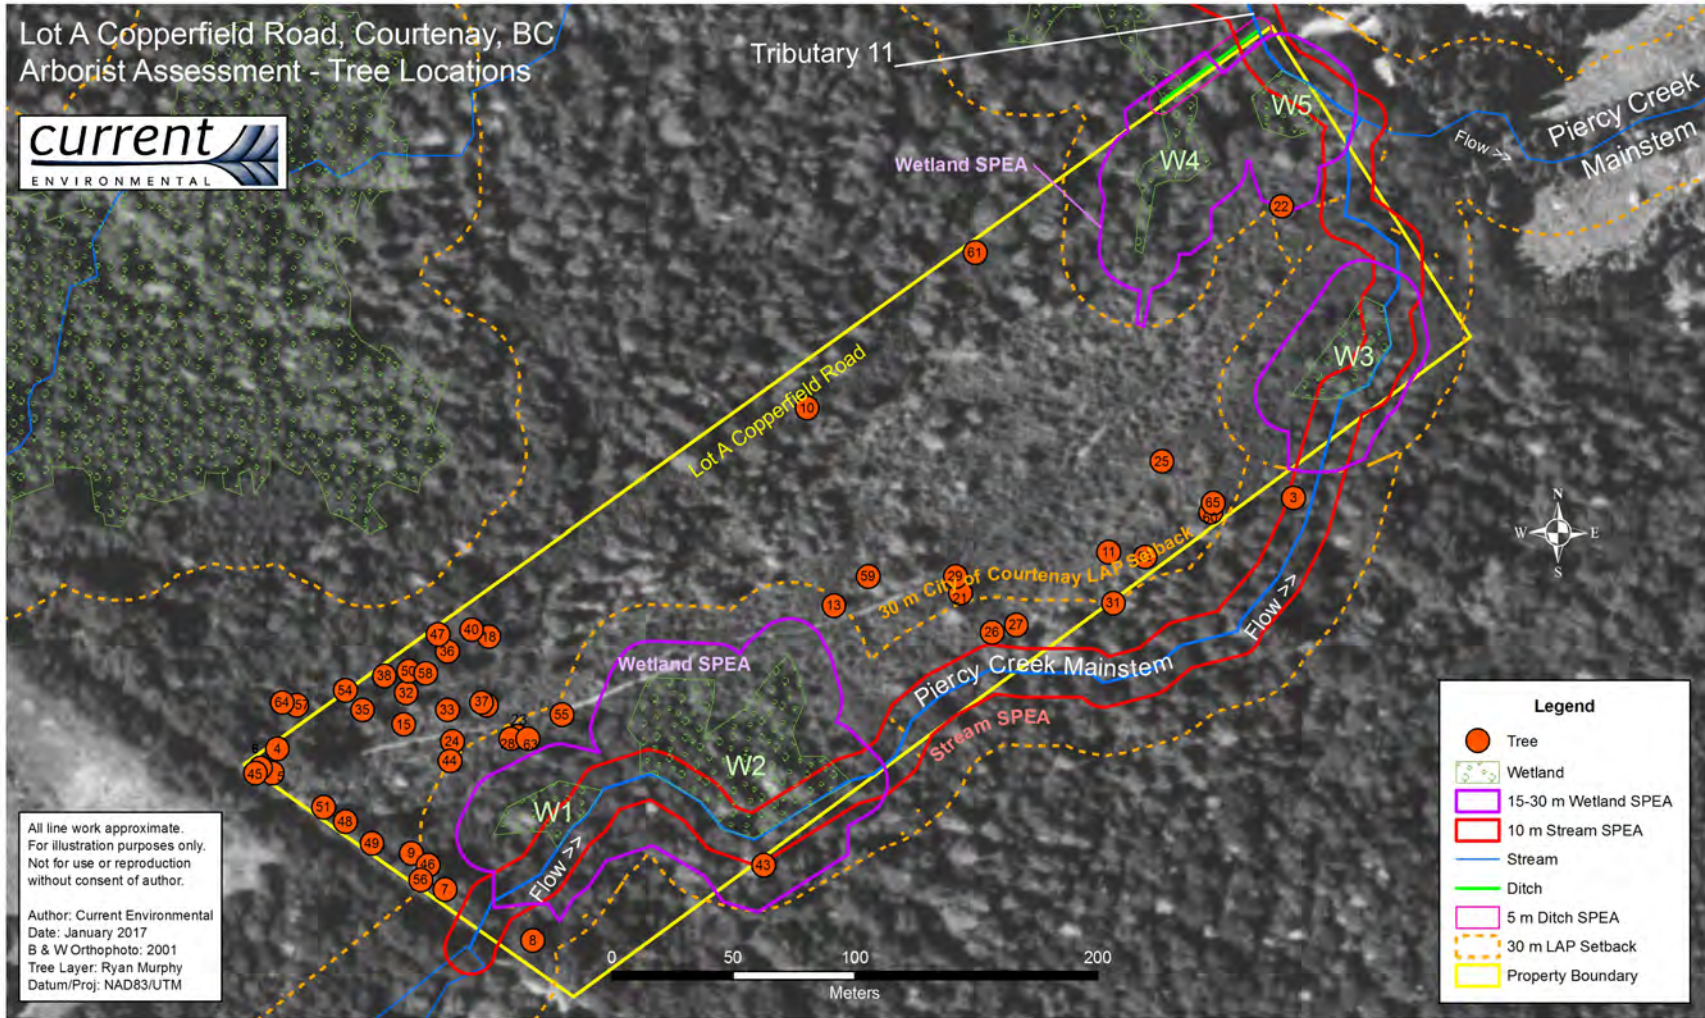 Lot A Copperfield Road, Courtenay, BC
Arborist Assessment - Tree Locations
current
ENVIRONMENTAL
Tributary 11
Piercy Creek
Mainstem
Flow >>
W5
W4
Wetland SPEA
22
61
W3
Lot A Copperfield Road
10
25
65
60
3
N
W E
S
11
30 m City of Courtenay LAP Setback
59
29
21
13
31
27
26
Flow >>
Piercy Creek Mainstem
Stream SPEA
Wetland SPEA
47
40
18
36
50
58
38
32
54
64
57
35
33
37
15
55
23
28
63
24
44
6
4
45
5
W2
W1
51
48
49
9
46
56
7
43
Flow >>
8
0 50 100 200
Meters
All line work approximate.
For illustration purposes only.
Not for use or reproduction
without consent of author.
Author: Current Environmental
Date: January 2017
B & W Orthophoto: 2001
Tree Layer: Ryan Murphy
Datum/Proj: NAD83/UTM
Legend
Tree
Wetland
15-30 m Wetland SPEA
10 m Stream SPEA
Stream
Ditch
5 m Ditch SPEA
30 m LAP Setback
Property Boundary